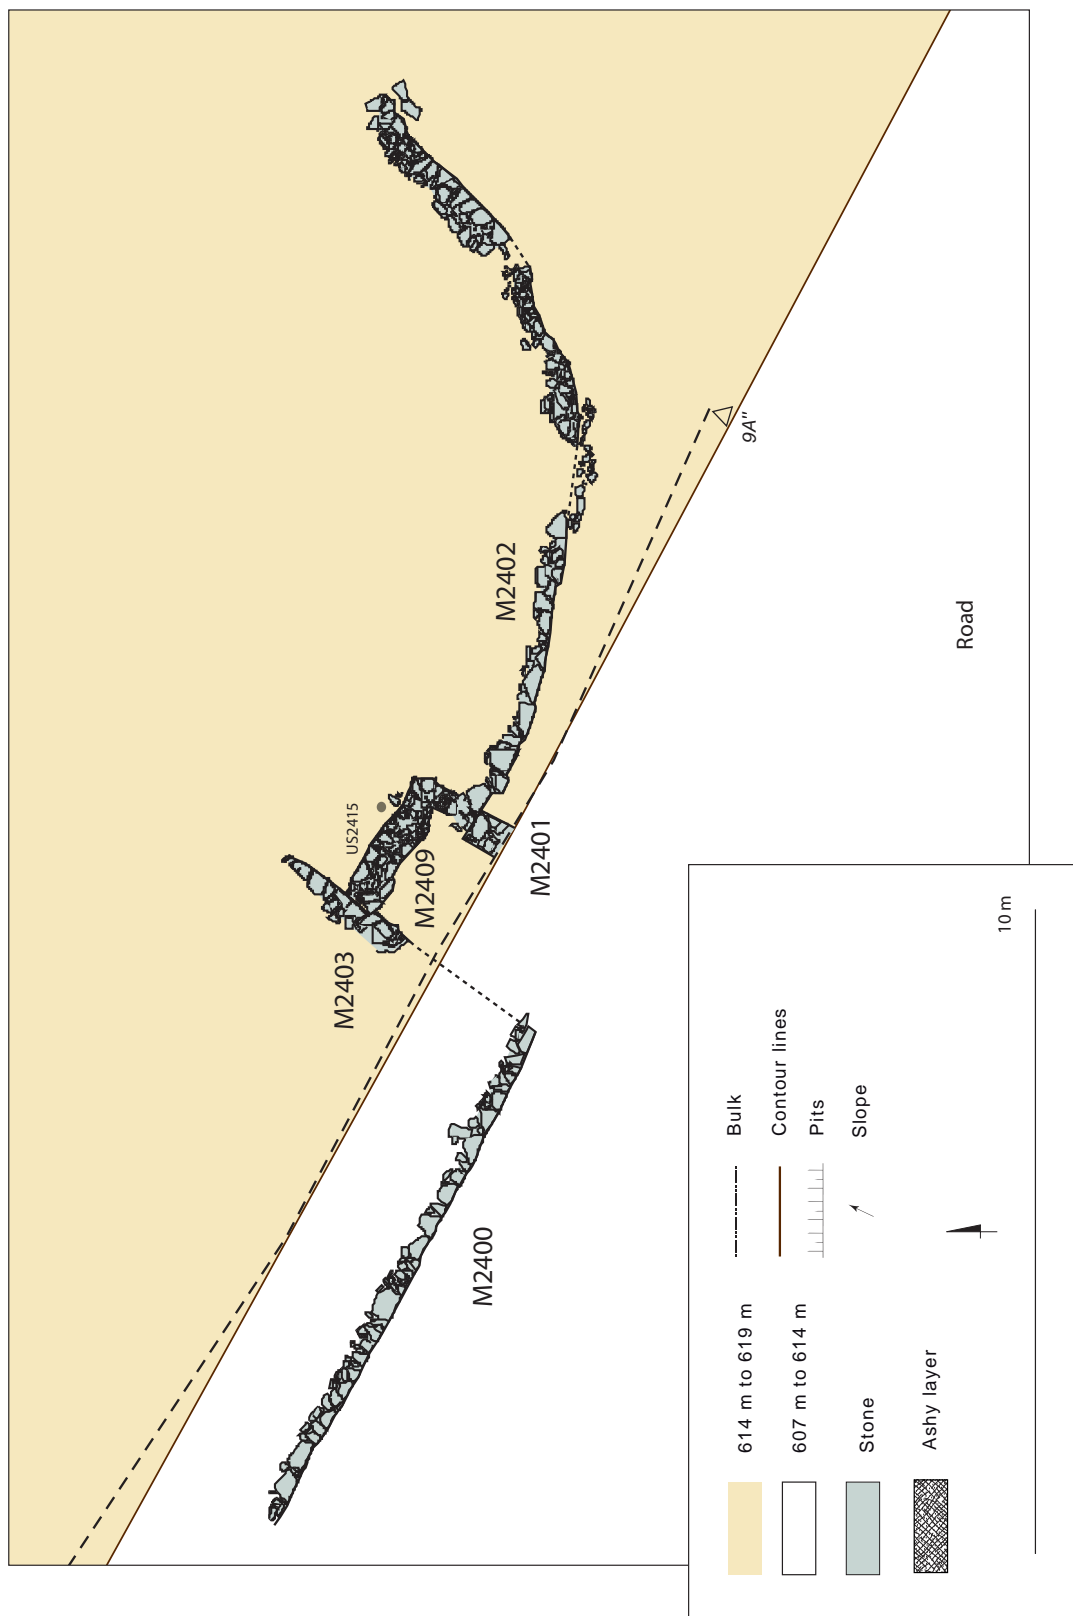 M2402
US2415
M2409
M2401
M2403
M2400
9A"
Road
614 m to 619 m
607 m to 614 m
Stone
Ashy layer
Bulk
Contour lines
Pits
Slope
10 m